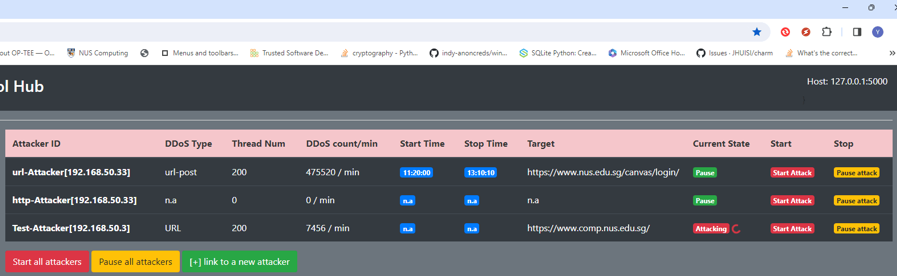 out OP-TEE — O...
NUS Computing
Menus and toolbars...
Trusted Software De...
cryptography - Pyth...
indy-anoncreds/win...
SQLite Python: Crea...
Microsoft Office Ho...
Issues · JHUISI/charm
What's the correct...
»
Y
ol Hub
Host: 127.0.0.1:5000
Attacker ID DDoS Type Thread Num DDoS count/min Start Time Stop Time Target Current State Start Stop
url-Attacker[192.168.50.33] url-post 200 475520 / min 11:20:00 13:10:10 https://www.nus.edu.sg/canvas/login/ Pause Start Attack Pause attack
http-Attacker[192.168.50.33] n.a 0 0 / min n.a n.a n.a Pause Start Attack Pause attack
Test-Attacker[192.168.50.3] URL 200 7456 / min n.a n.a https://www.comp.nus.edu.sg/ Attacking Start Attack Pause attack
Start all attackers Pause all attackers [+] link to a new attacker